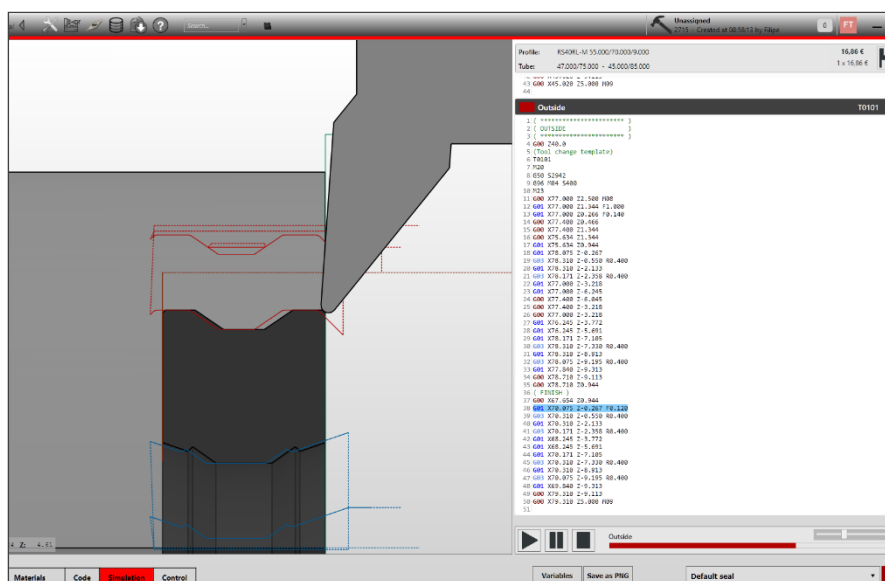 Search...
Unassigned
2715 - Created at 08:58:13 by Filipe
0
FT
Profile: RS40RL-M 55.000/70.000/9.000
16,86 €
Tube: 47.000/75.000 - 45.000/85.000
1 x 16,86 €
43 G00 X45.020 Z5.000 M09
44
Outside T0101
1 ( *********************** )
2 ( OUTSIDE )
3 ( *********************** )
4 G00 Z40.0
5 (Tool change template)
6 T0101
7 M20
8 G50 S2942
9 G96 M04 S400
10 M23
11 G00 X77.000 Z2.500 M08
12 G01 X77.000 Z1.344 F1.000
13 G01 X77.000 Z0.266 F0.140
14 G00 X77.400 Z0.466
15 G00 X77.400 Z1.344
16 G00 X75.634 Z1.344
17 G00 X75.634 Z0.944
18 G01 X78.075 Z-0.267
19 G03 X78.310 Z-0.550 R0.400
20 G01 X78.310 Z-2.133
21 G03 X78.171 Z-2.358 R0.400
22 G01 X77.000 Z-3.218
23 G01 X77.000 Z-6.245
24 G00 X77.400 Z-6.045
25 G00 X77.400 Z-3.218
26 G00 X77.000 Z-3.218
27 G01 X76.245 Z-3.772
28 G01 X76.245 Z-5.691
29 G01 X78.171 Z-7.105
30 G03 X78.310 Z-7.330 R0.400
31 G01 X78.310 Z-8.913
32 G03 X78.075 Z-9.195 R0.400
33 G01 X77.840 Z-9.313
34 G00 X78.710 Z-9.113
35 G00 X78.710 Z0.944
36 ( FINISH )
37 G00 X67.654 Z0.944
38 G01 X70.075 Z-0.267 F0.120
39 G03 X70.310 Z-0.550 R0.400
40 G01 X70.310 Z-2.133
41 G03 X70.171 Z-2.358 R0.400
42 G01 X68.245 Z-3.772
43 G01 X68.245 Z-5.691
44 G01 X70.171 Z-7.105
45 G03 X70.310 Z-7.330 R0.400
46 G01 X70.310 Z-8.913
47 G03 X70.075 Z-9.195 R0.400
48 G01 X69.840 Z-9.313
49 G00 X79.310 Z-9.113
50 G00 X79.310 Z5.000 M09
51
4 Z: 4.81
Outside
Materials Code Simulation Control
Variables Save as PNG Default seal